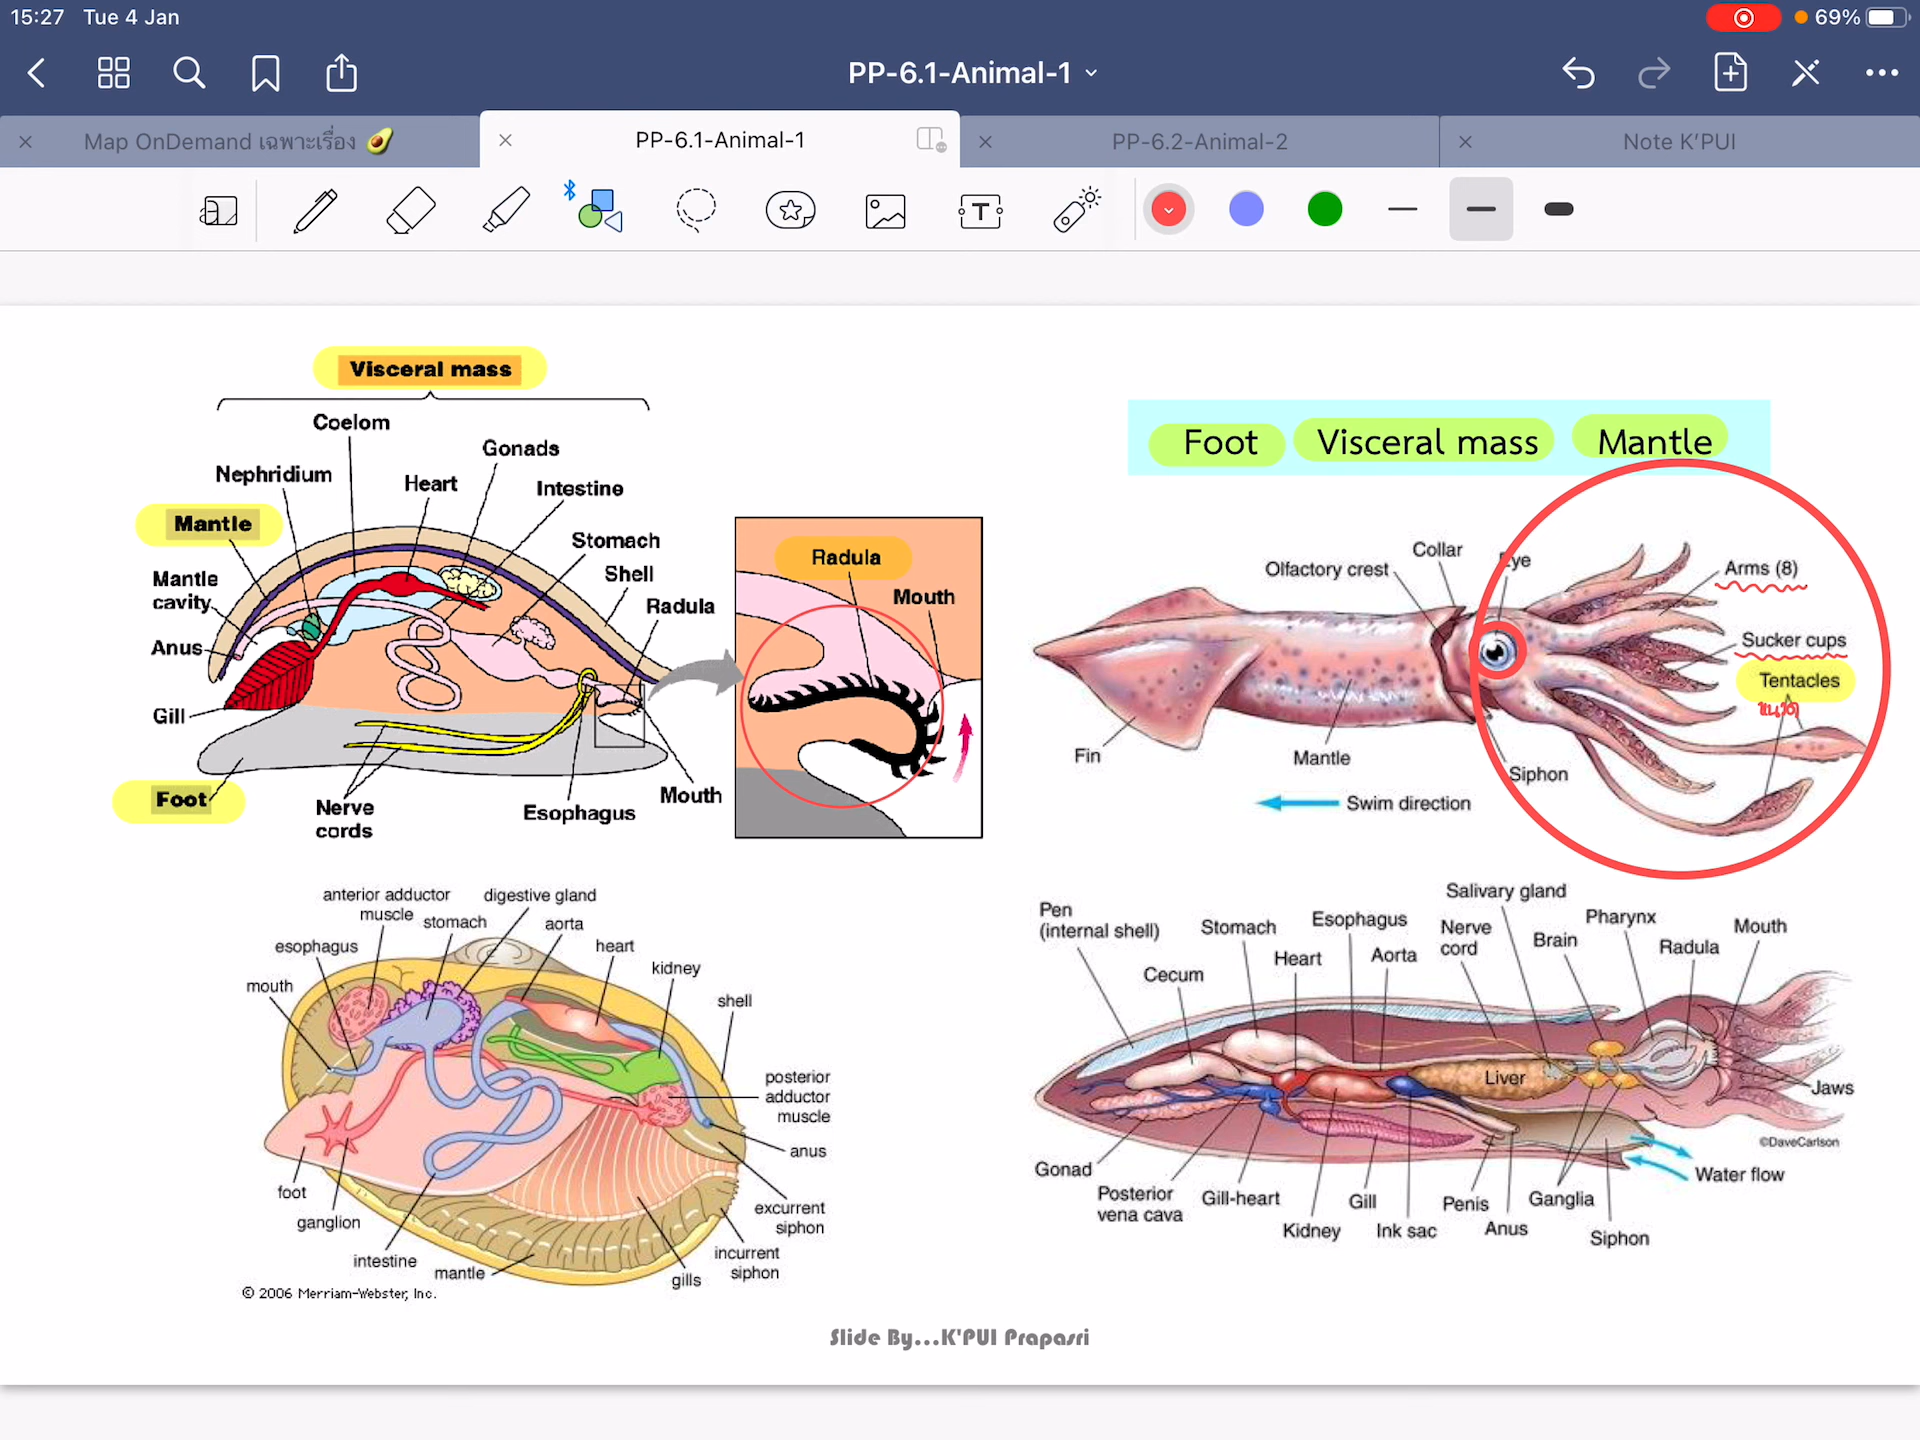 15:27 Tue 4 Jan
69%
PP-6.1-Animal-1
Map OnDemand เฉพาะเรื่อง 🥑
PP-6.1-Animal-1
PP-6.2-Animal-2
Note K'PUI
Visceral mass
Coelom
Gonads
Nephridium
Heart
Intestine
Mantle
Stomach
Mantle
cavity
Shell
Radula
Anus
Gill
Foot
Nerve
cords
Esophagus
Mouth
Radula
Mouth
Foot Visceral mass Mantle
Collar
Eye
Olfactory crest
Arms (8)
Sucker cups
Tentacles
หนวด
Fin
Mantle
Siphon
Swim direction
anterior adductor
muscle
digestive gland
stomach
aorta
esophagus
heart
mouth
kidney
shell
posterior
adductor
muscle
anus
foot
ganglion
excurrent
siphon
intestine
mantle
gills
incurrent
siphon
© 2006 Merriam-Webster, Inc.
Salivary gland
Pen
(internal shell)
Stomach
Esophagus
Nerve
cord
Pharynx
Mouth
Brain
Radula
Cecum
Heart
Aorta
Liver
Jaws
©DaveCarlson
Water flow
Gonad
Posterior
vena cava
Gill-heart
Kidney
Gill
Ink sac
Penis
Anus
Ganglia
Siphon
Slide By...K'PUI Prapasri